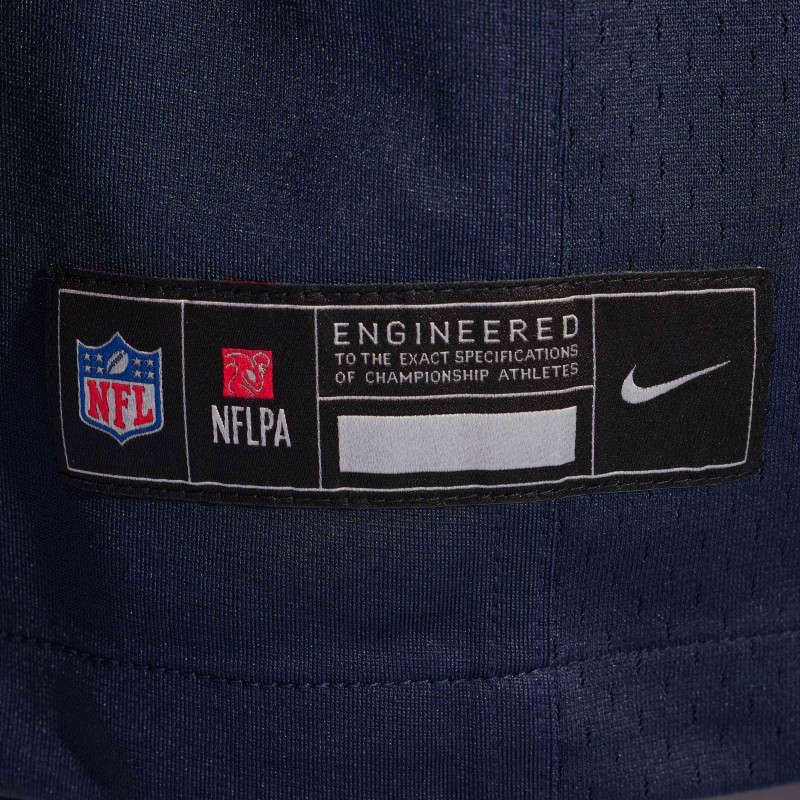 NFL
NFLPA
ENGINEERED
TO THE EXACT SPECIFICATIONS
OF CHAMPIONSHIP ATHLETES